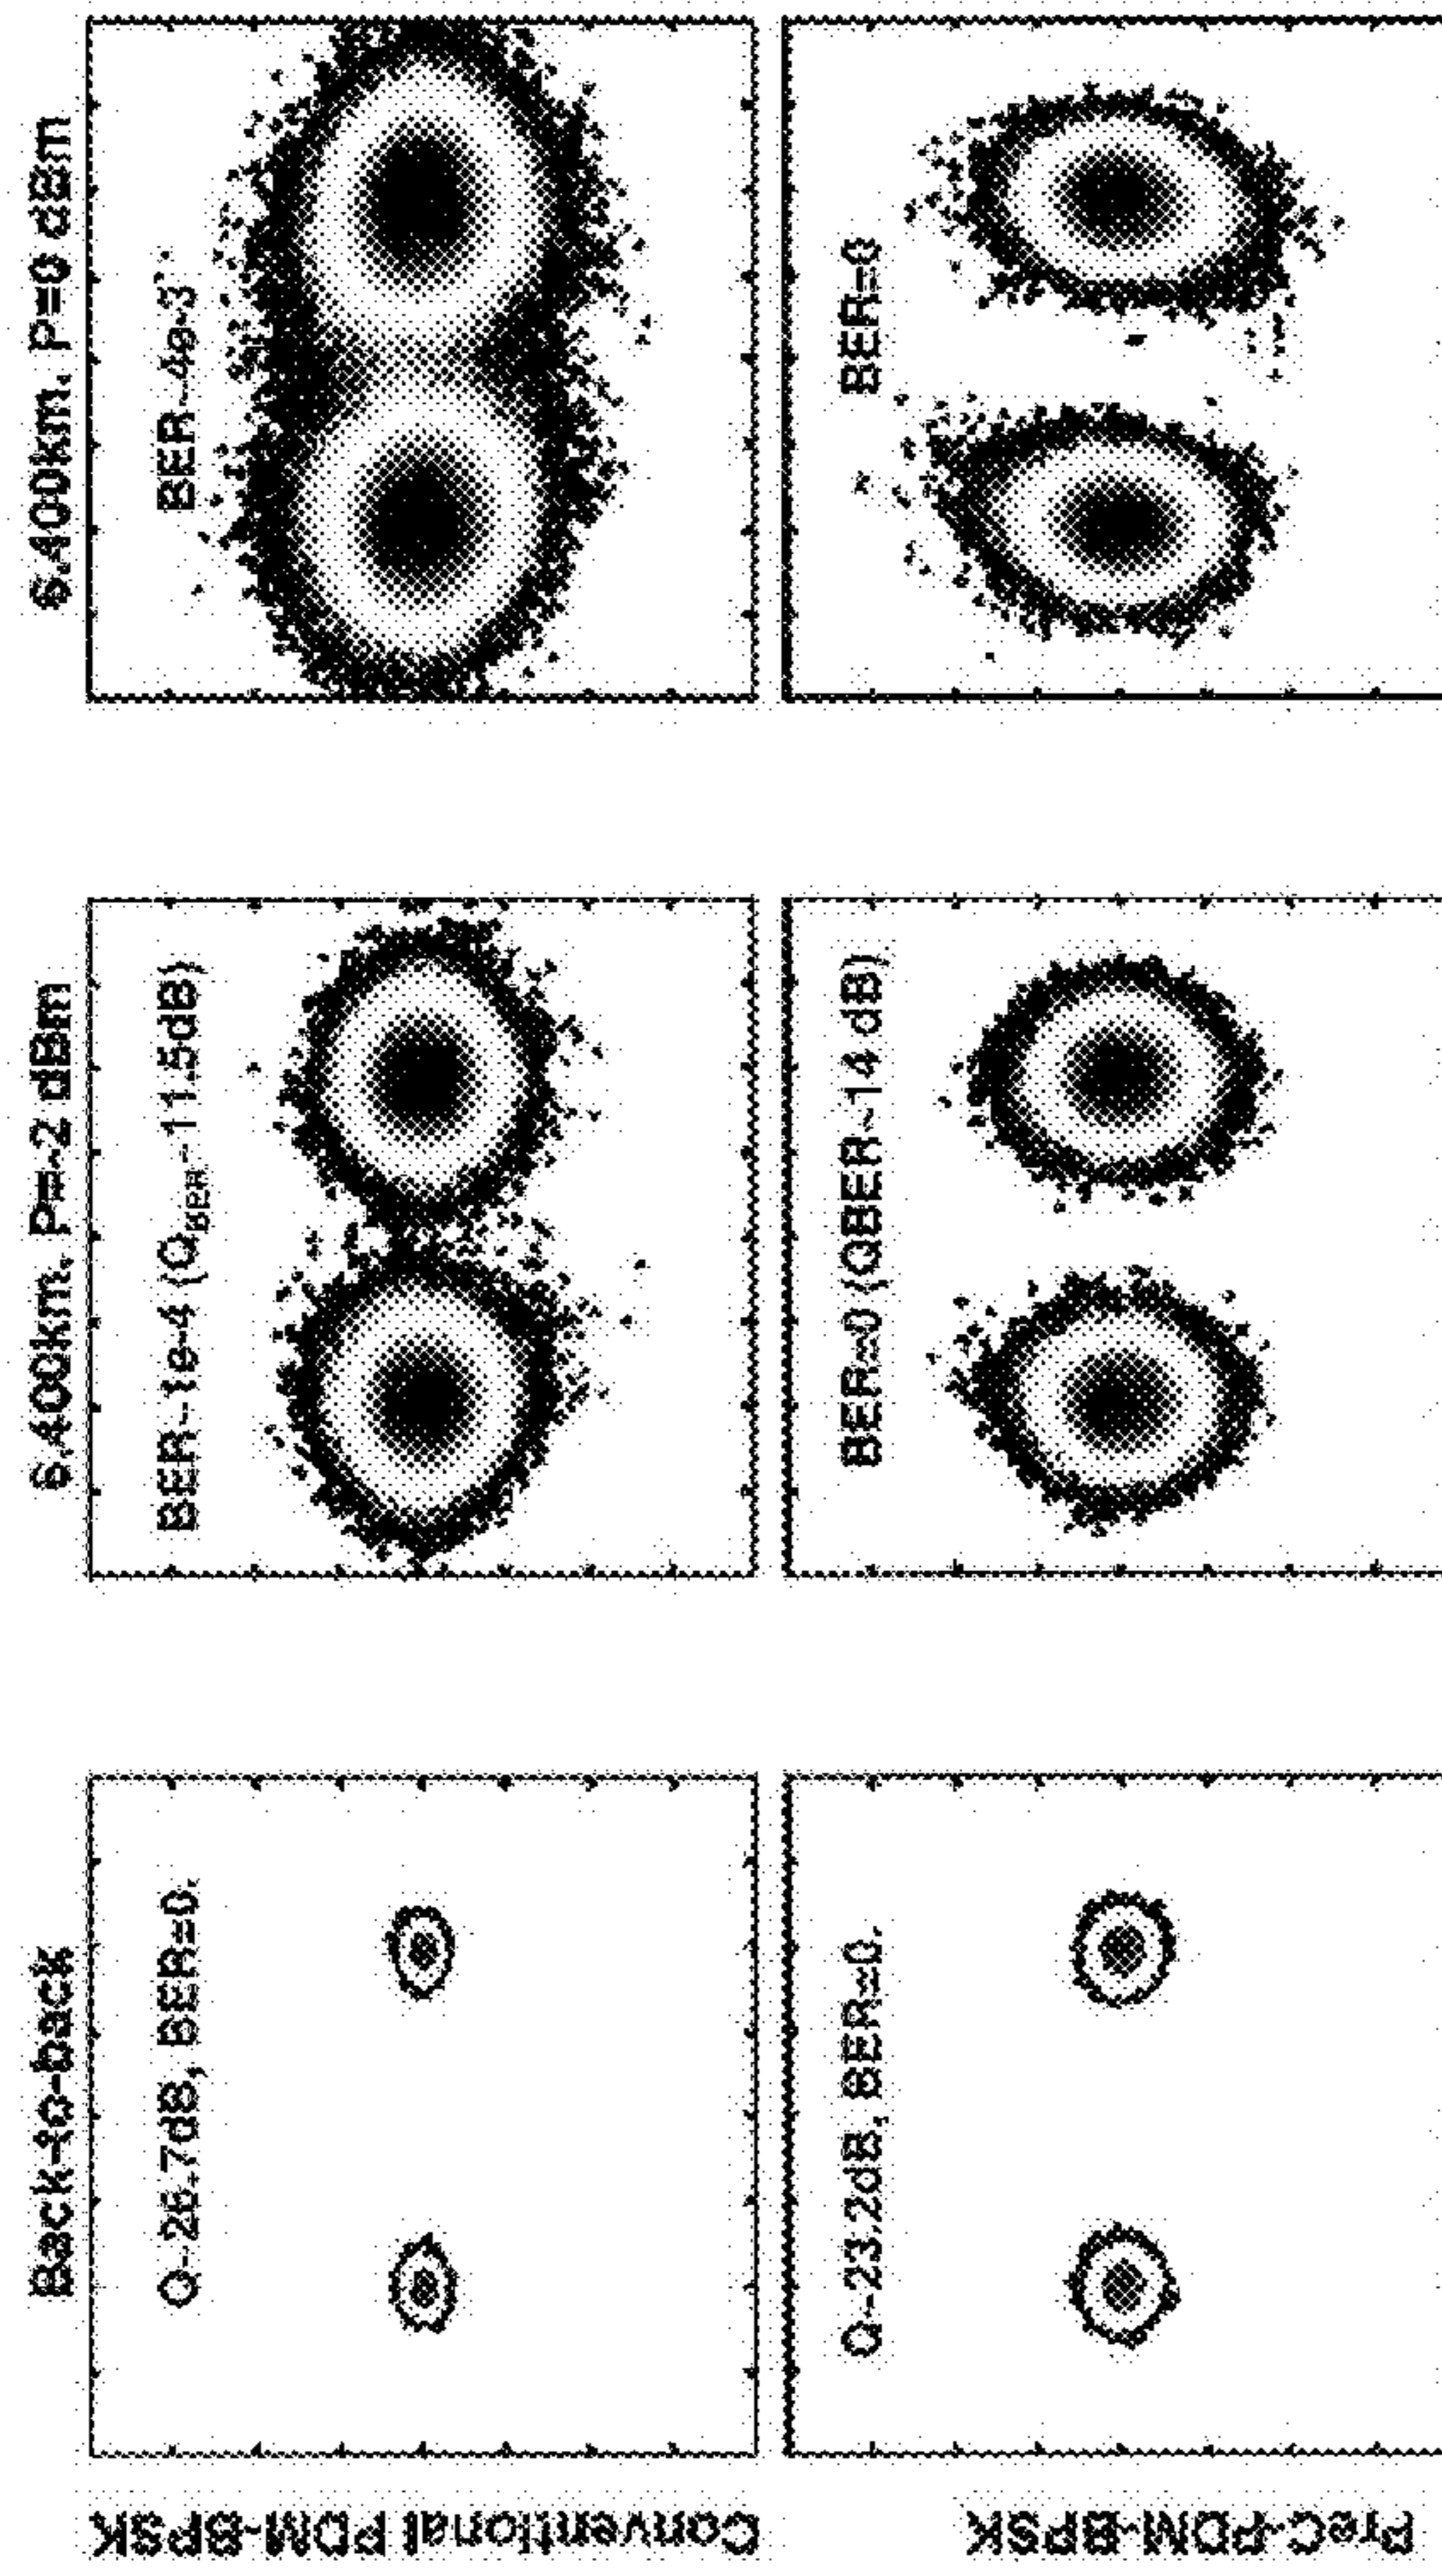 Back-to-back
6,400km, P=-2 dBm
6,400km, P=0 dBm
Conventional PDM-BPSK
Q~26.7dB, BER=0.
BER~1e-4 (QBER~11.5dB)
BER~4e-3
PreC-PDM-BPSK
Q~23.2dB, BER=0.
BER=0 (QBER~14 dB)
BER=0